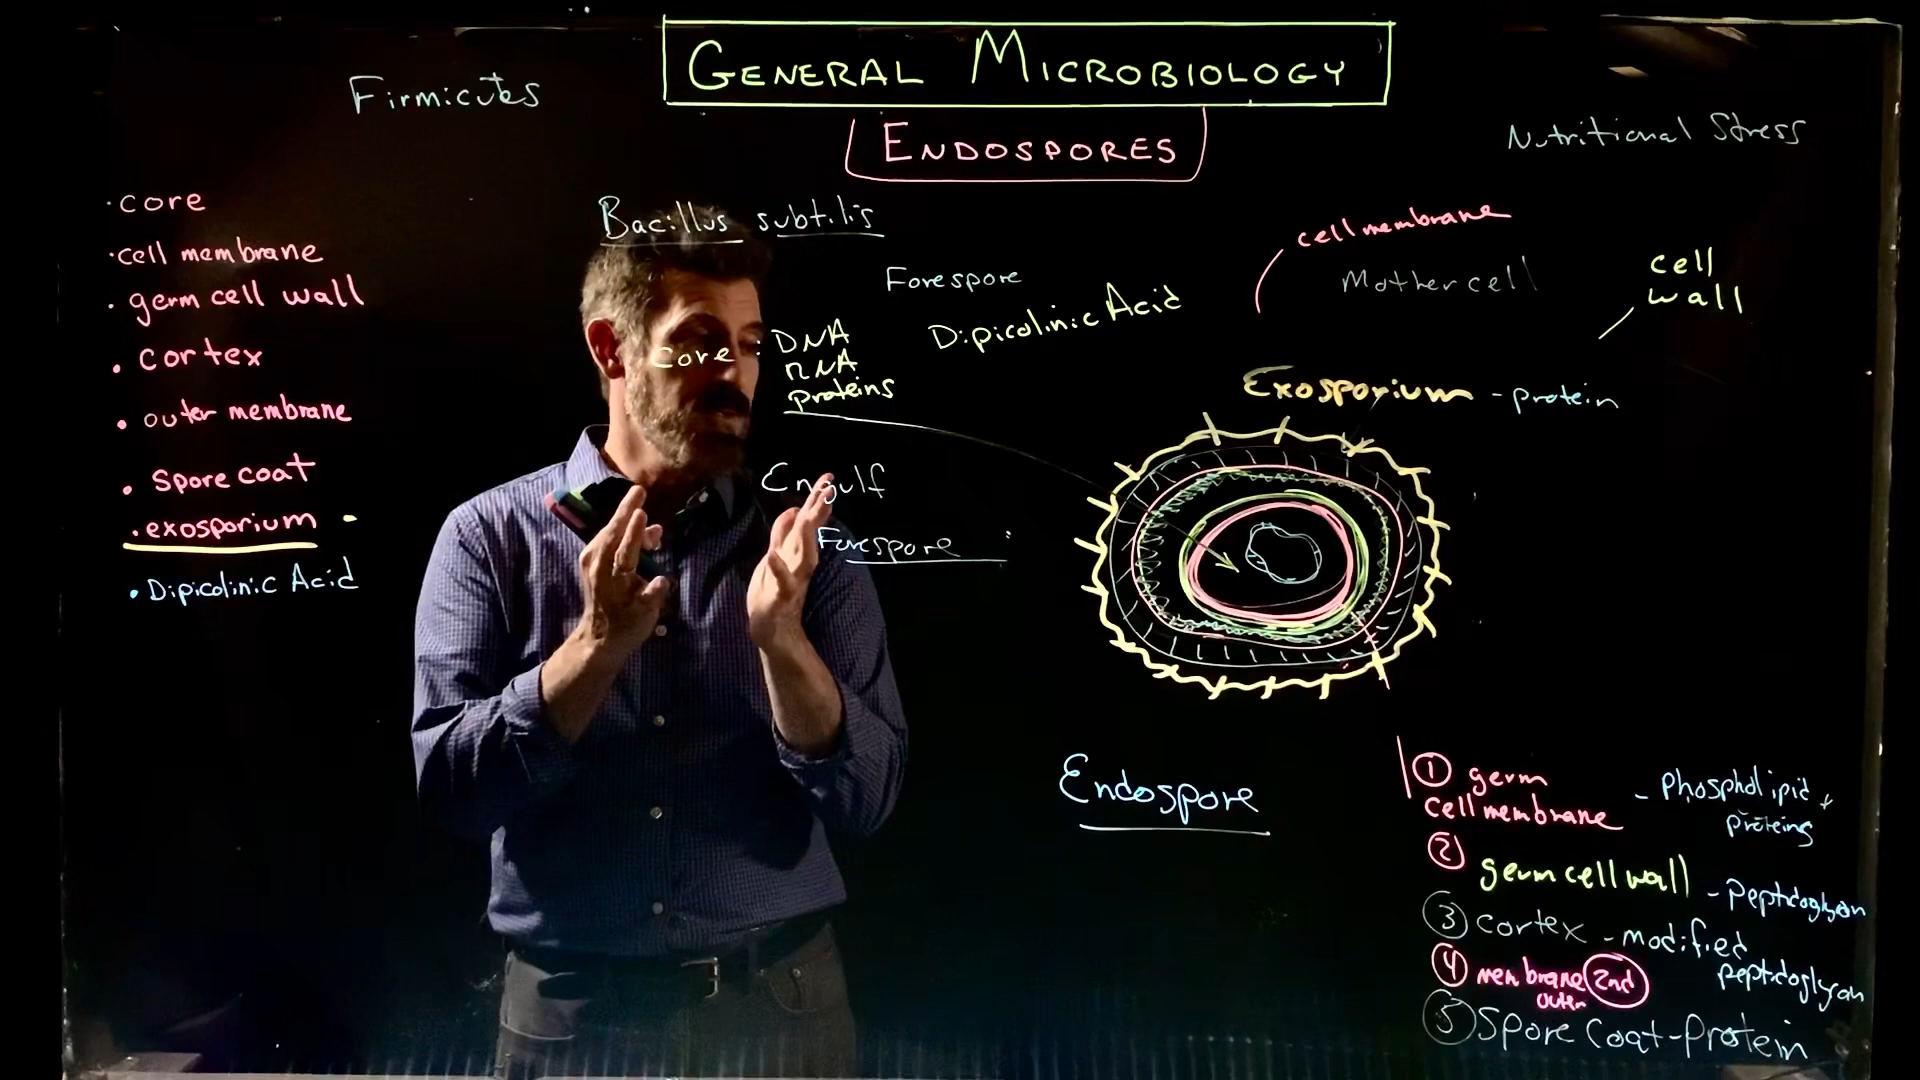 GENERAL MICROBIOLOGY
ENDOSPORES
Firmicutes
Nutritional Stress
• core
• cell membrane
• germ cell wall
• cortex
• outer membrane
• Spore coat
• exosporium -
• Dipicolinic Acid
Bacillus subtilis
Forespore
Dipicolinic Acid
Core : DNA
RNA
proteins
Engulf
Forespore :
cell membrane
Mother cell
cell
wall
Exosporium - protein
Endospore
① germ
cell membrane
- Phospholipid +
proteins
② germ cell wall - peptidoglycan
③ cortex - modified
peptidoglycan
④ membrane 2nd
outer
⑤ Spore Coat - Protein